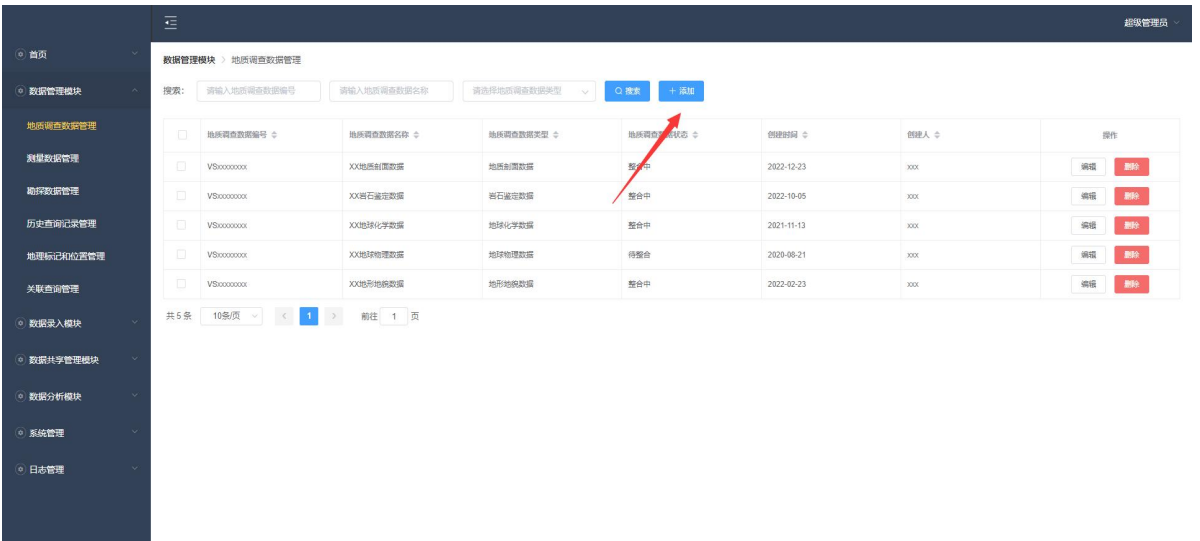 超级管理员
首页
数据管理模块
地质调查数据管理
测量数据管理
勘探数据管理
历史查询记录管理
地理标记和位置管理
关联查询管理
数据录入模块
数据共享管理模块
数据分析模块
系统管理
日志管理
数据管理模块 > 地质调查数据管理
搜索: 请输入地质调查数据编号 请输入地质调查数据名称 请选择地质调查数据类型 搜索 + 添加
地质调查数据编号 地质调查数据名称 地质调查数据类型 地质调查数据状态 创建时间 创建人 操作
VSxxxxxxxx XX地质剖面数据 地质剖面数据 整合中 2022-12-23 xxx 编辑 删除
VSxxxxxxxx XX岩石鉴定数据 岩石鉴定数据 整合中 2022-10-05 xxx 编辑 删除
VSxxxxxxxx XX地球化学数据 地球化学数据 整合中 2021-11-13 xxx 编辑 删除
VSxxxxxxxx XX地球物理数据 地球物理数据 待整合 2020-08-21 xxx 编辑 删除
VSxxxxxxxx XX地形地貌数据 地形地貌数据 整合中 2022-02-23 xxx 编辑 删除
共 5 条 10条/页 < 1 > 前往 1 页